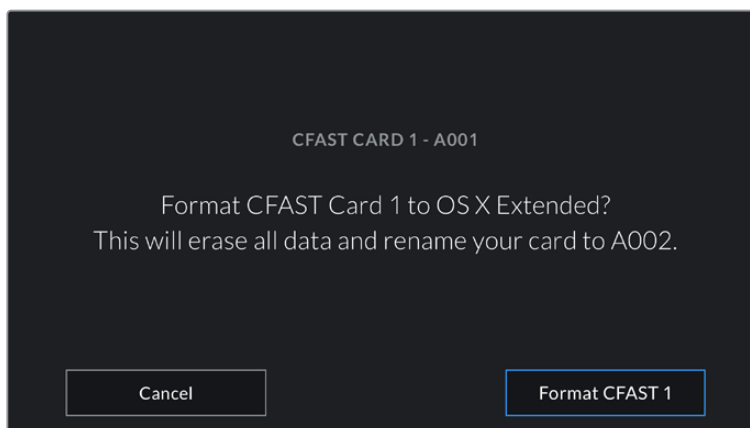 CFAST CARD 1 - A001
Format CFAST Card 1 to OS X Extended?
This will erase all data and rename your card to A002.
Cancel
Format CFAST 1